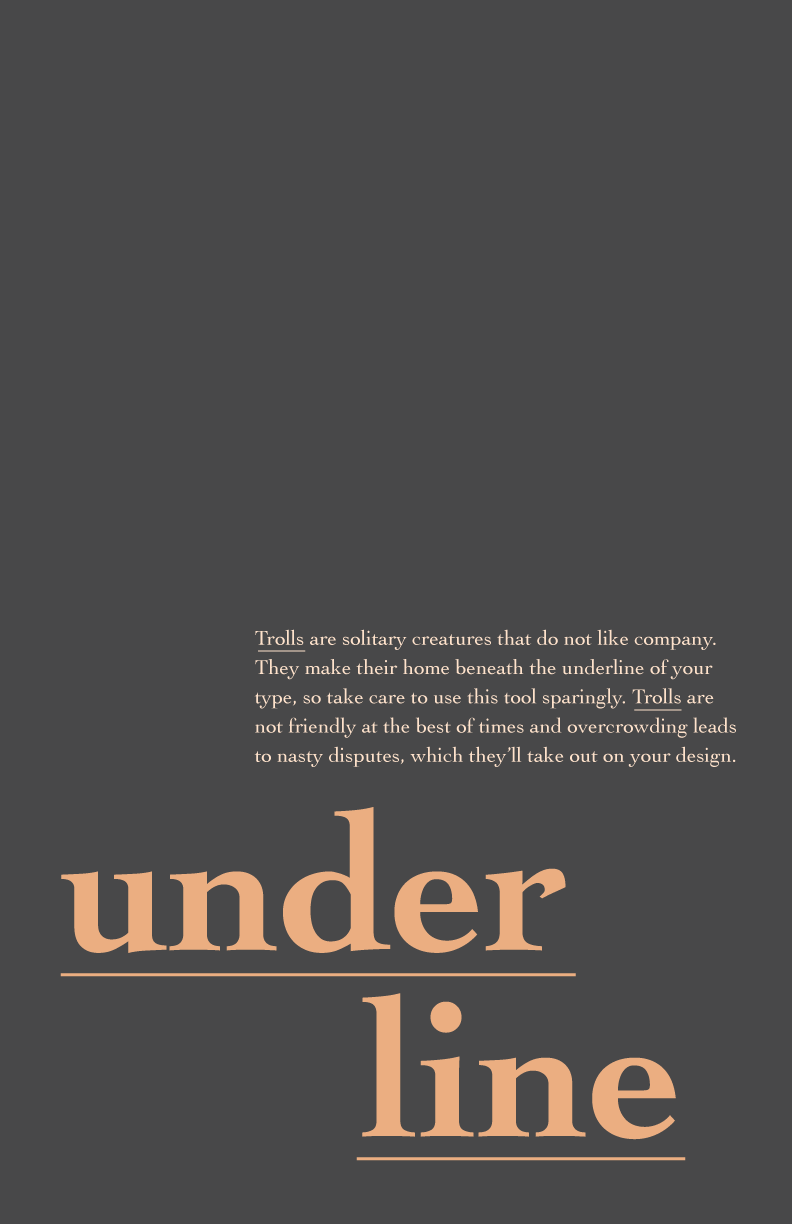 Trolls are solitary creatures that do not like company.
They make their home beneath the underline of your
type, so take care to use this tool sparingly. Trolls are
not friendly at the best of times and overcrowding leads
to nasty disputes, which they’ll take out on your design.
under
line